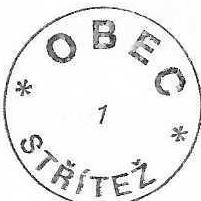 * OBEC *
1
STŘÍTEŽ